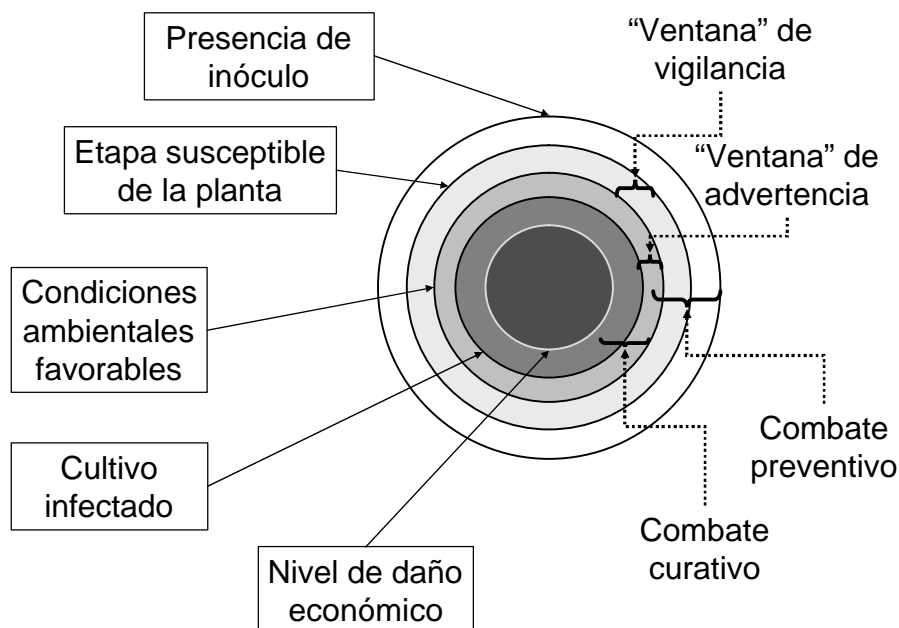 Presencia de
inóculo
“Ventana” de
vigilancia
Etapa susceptible
de la planta
“Ventana” de
advertencia
Condiciones
ambientales
favorables
Cultivo
infectado
Combate
preventivo
Combate
curativo
Nivel de daño
económico